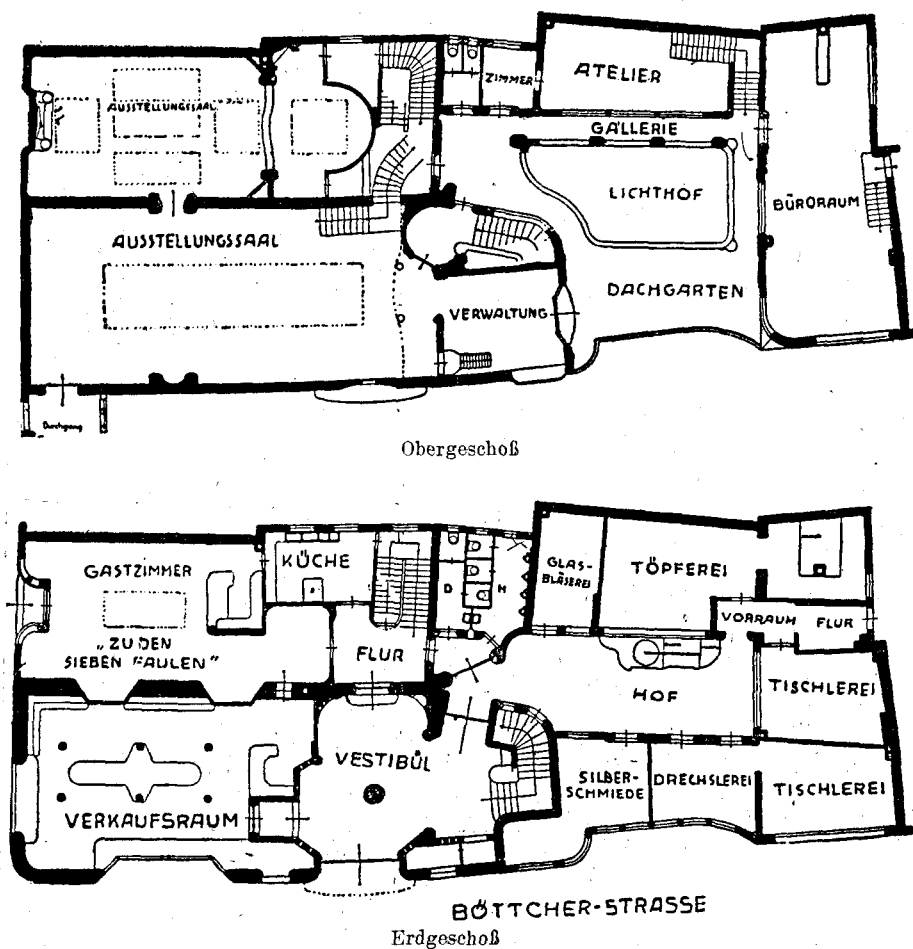 AUSSTELLUNGSSAAL
ZIMMER
ATELIER
GALLERIE
LICHTHOF
BÜRORAUM
AUSSTELLUNGSSAAL
DACHGARTEN
VERWALTUNG
Durchgang
Obergeschoß
GASTZIMMER
„ZU DEN
SIEBEN FAULEN"
KÜCHE
FLUR
D
H
GLAS-
BLÄSEREI
TÖPFEREI
VORRAUM
FLUR
HOF
TISCHLEREI
VESTIBÜL
VERKAUFSRAUM
SILBER-
SCHMIEDE
DRECHSLEREI
TISCHLEREI
BÖTTCHER-STRASSE
Erdgeschoß